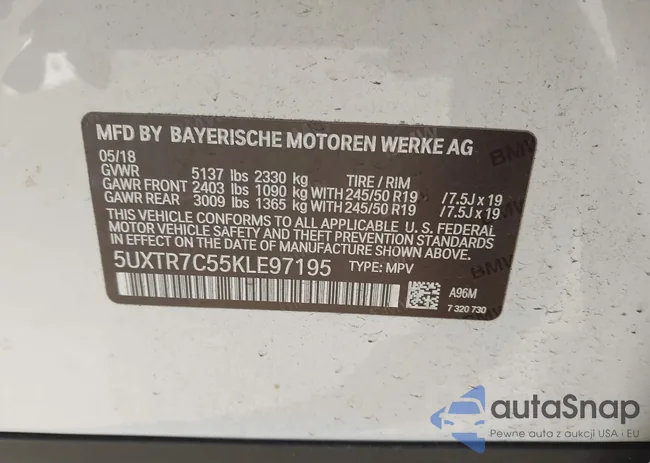 MFD BY BAYERISCHE MOTOREN WERKE AG
05/18
GVWR 5137 lbs 2330 kg TIRE / RIM
GAWR FRONT 2403 lbs 1090 kg WITH 245/50 R19 /7.5J x 19
GAWR REAR 3009 lbs 1365 kg WITH 245/50 R19 /7.5J x 19
THIS VEHICLE CONFORMS TO ALL APPLICABLE U. S. FEDERAL
MOTOR VEHICLE SAFETY AND THEFT PREVENTION STANDARDS
IN EFFECT ON THE DATE OF MANUFACTURE SHOWN ABOVE.
5UXTR7C55KLE97195 TYPE: MPV
A96M
7 320 730
BMW
BMW
autoSnap
Pewne auta z aukcji USA i EU